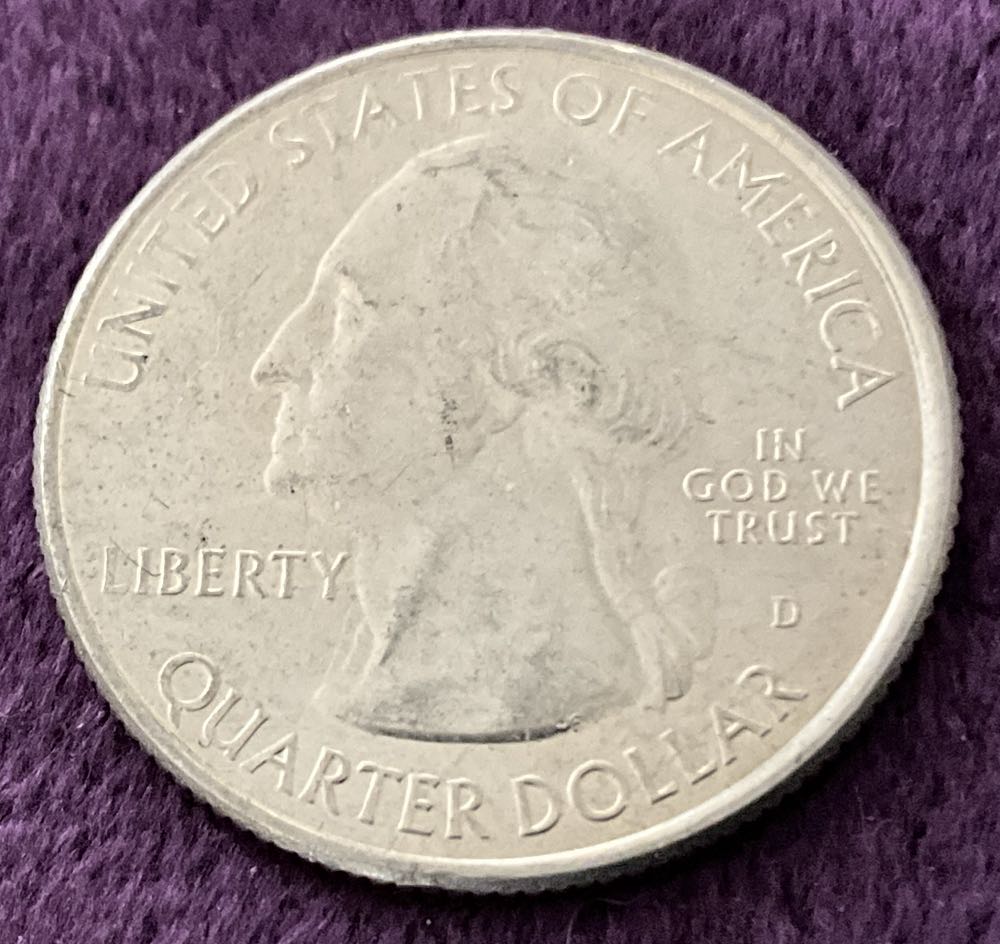 UNITED STATES OF AMERICA
LIBERTY
IN
GOD WE
TRUST
D
QUARTER DOLLAR